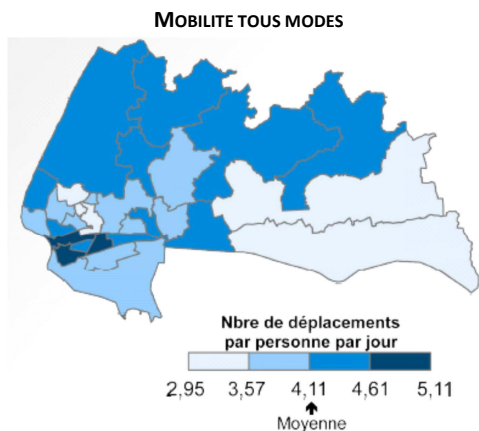 MOBILITE TOUS MODES
Nbre de déplacements
par personne par jour
2,95 3,57 4,11 4,61 5,11
Moyenne